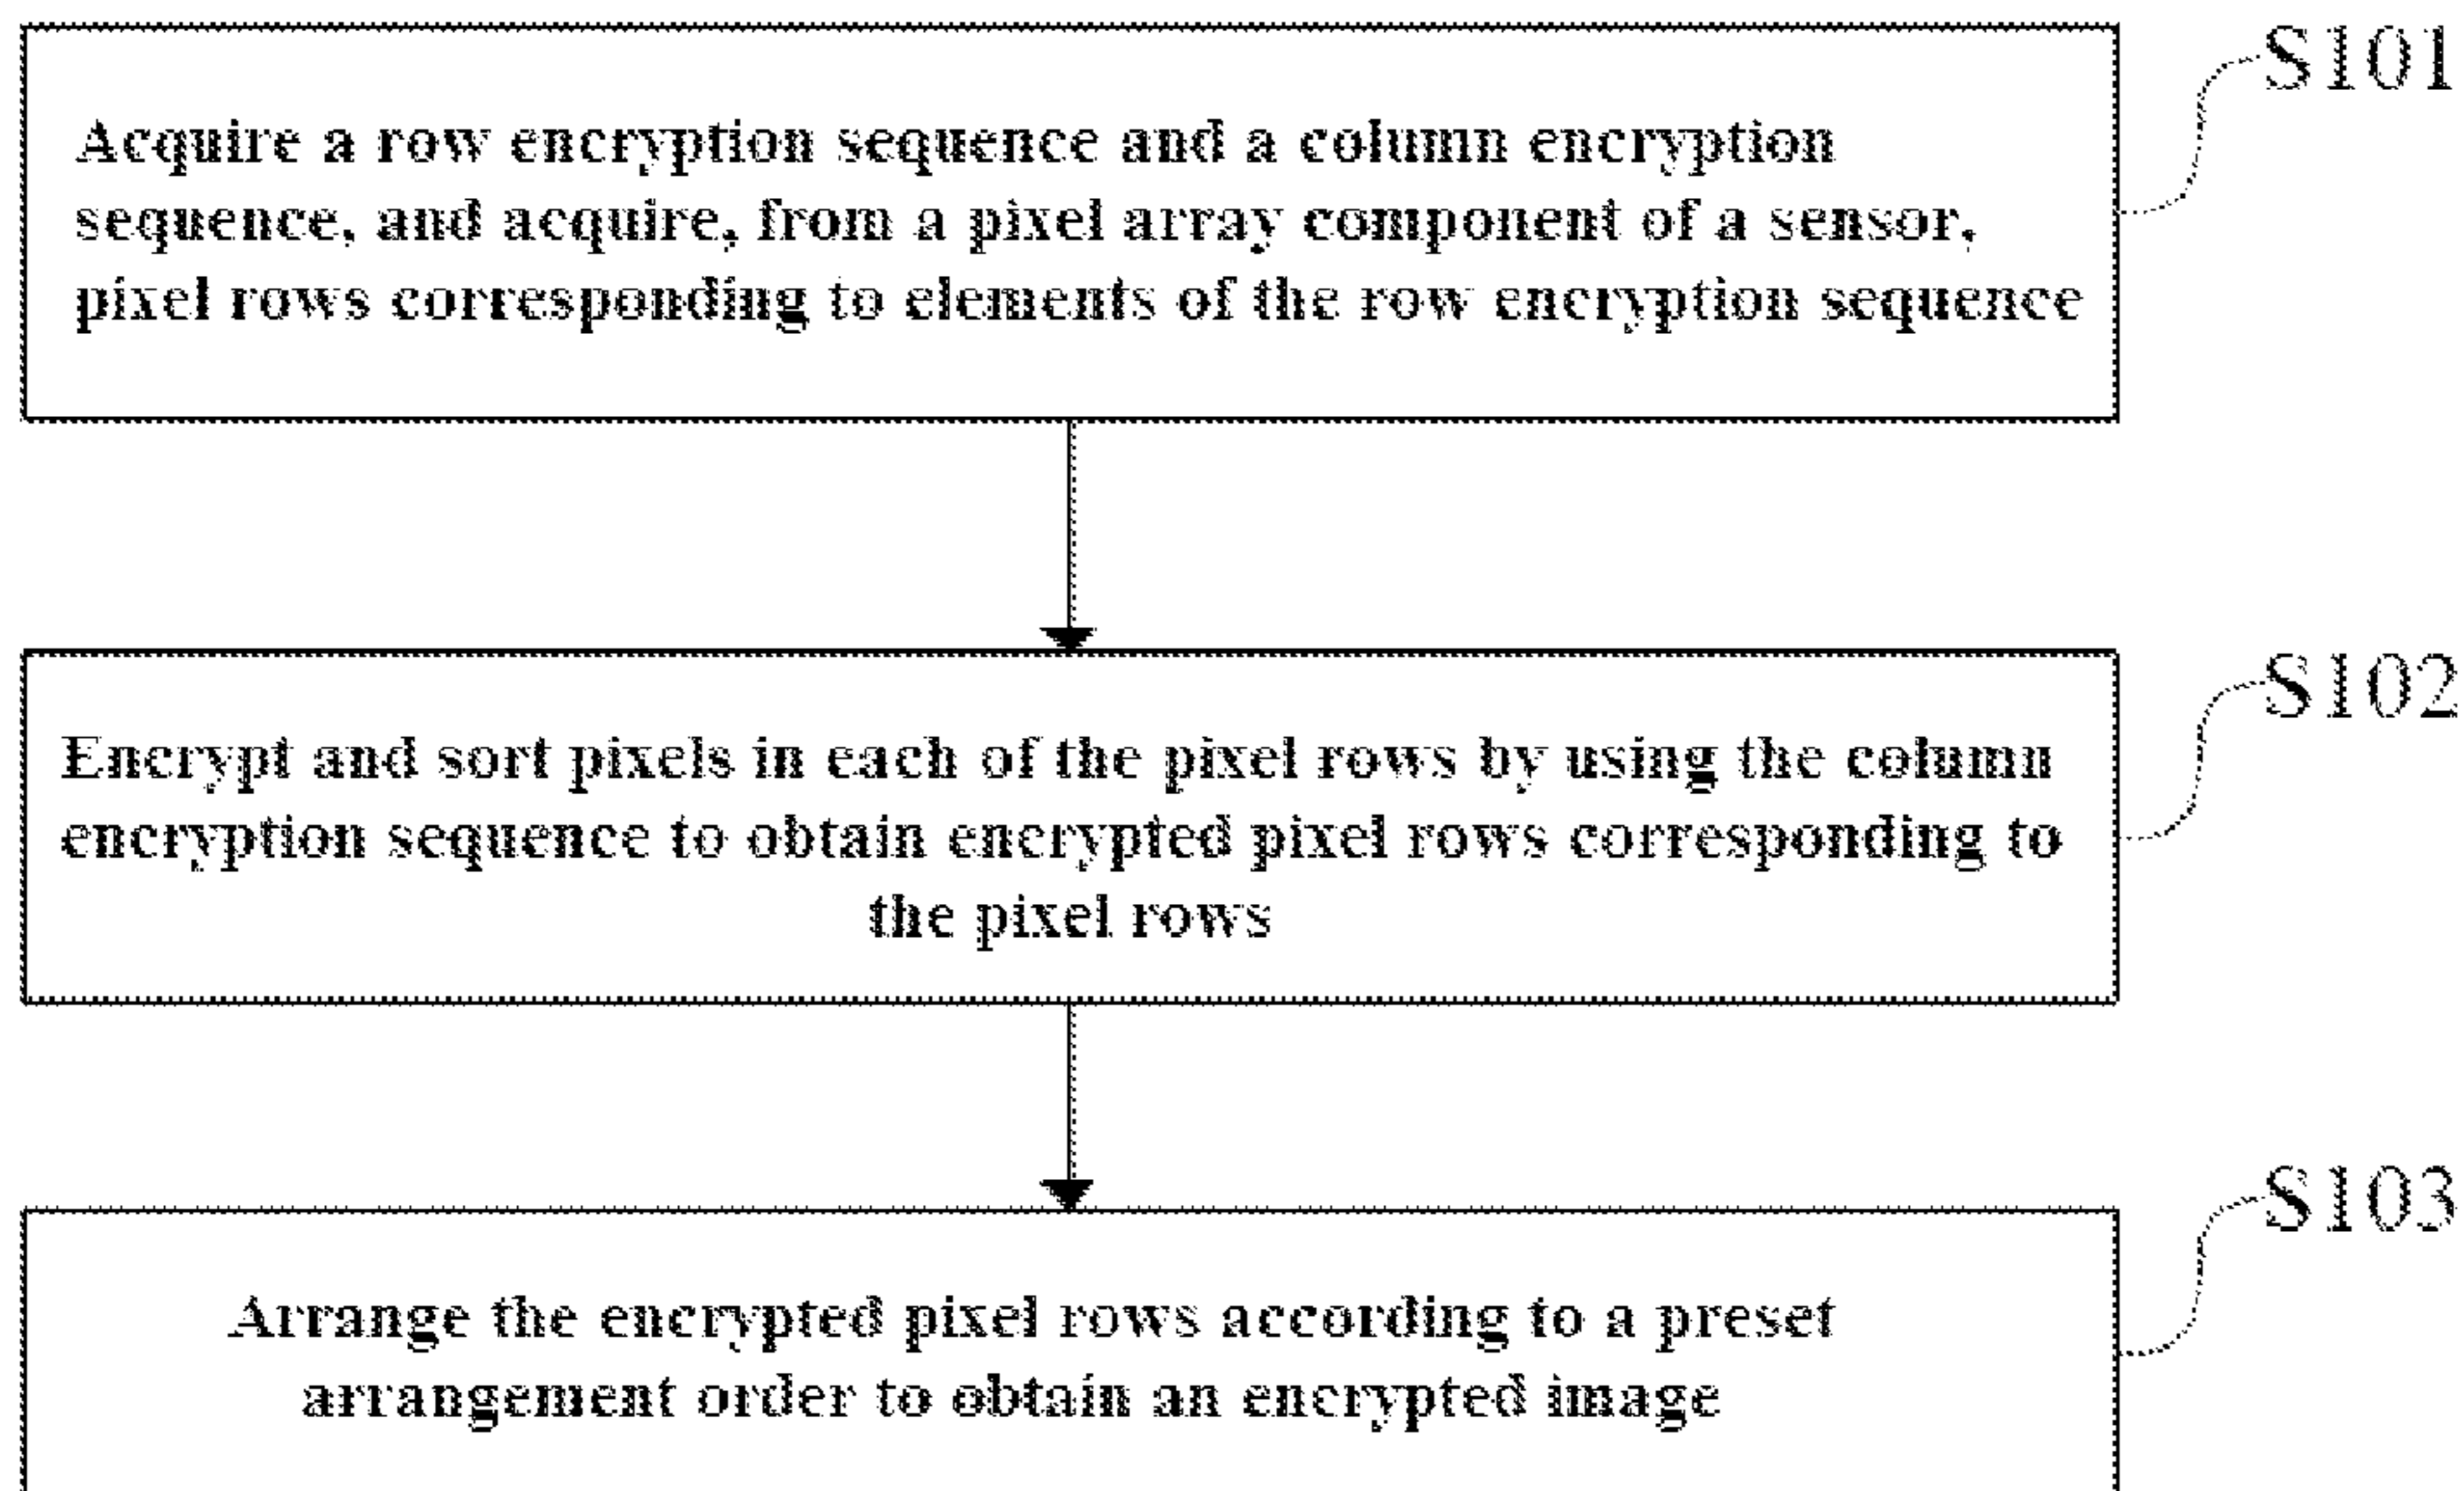 S101
Acquire a row encryption sequence and a column encryption
sequence, and acquire, from a pixel array component of a sensor,
pixel rows corresponding to elements of the row encryption sequence
S102
Encrypt and sort pixels in each of the pixel rows by using the column
encryption sequence to obtain encrypted pixel rows corresponding to
the pixel rows
S103
Arrange the encrypted pixel rows according to a preset
arrangement order to obtain an encrypted image